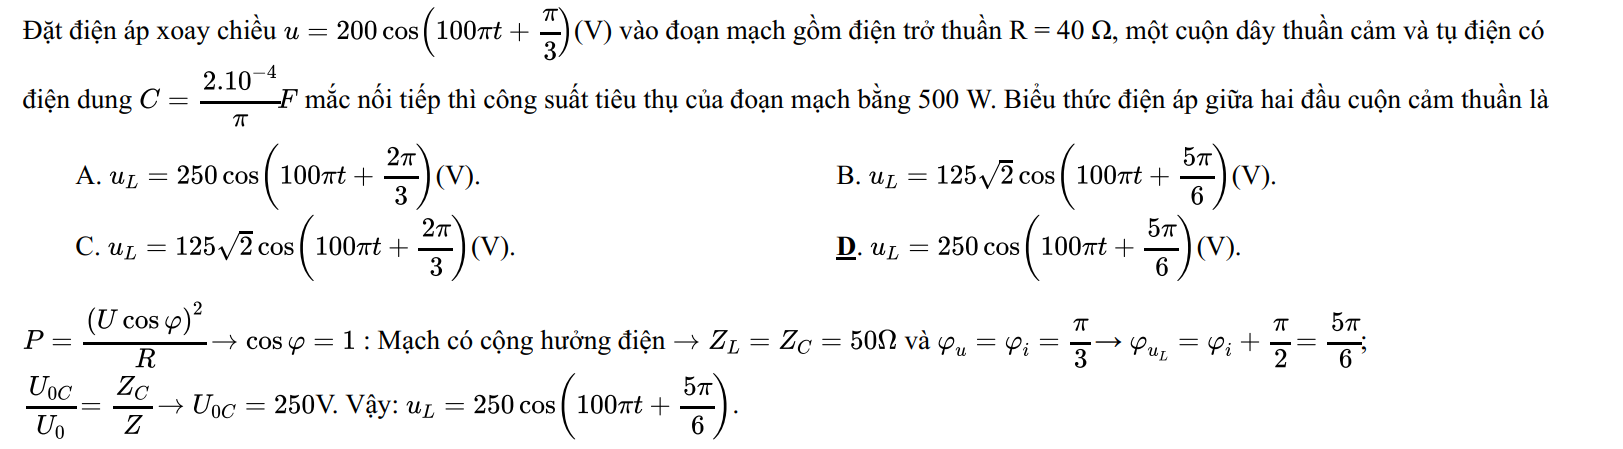 Đặt điện áp xoay chiều $u = 200\cos\left(100\pi t + \frac{\pi}{3}\right)$(V) vào đoạn mạch gồm điện trở thuần R = 40 Ω, một cuộn dây thuần cảm và tụ điện có
điện dung $C = \frac{2.10^{-4}}{\pi}F$ mắc nối tiếp thì công suất tiêu thụ của đoạn mạch bằng 500 W. Biểu thức điện áp giữa hai đầu cuộn cảm thuần là
A. $u_L = 250\cos\left(100\pi t + \frac{2\pi}{3}\right)$(V). B. $u_L = 125\sqrt{2}\cos\left(100\pi t + \frac{5\pi}{6}\right)$(V).
C. $u_L = 125\sqrt{2}\cos\left(100\pi t + \frac{2\pi}{3}\right)$(V). D. $u_L = 250\cos\left(100\pi t + \frac{5\pi}{6}\right)$(V).
$P = \frac{(U\cos\varphi)^2}{R} \rightarrow \cos\varphi = 1$ : Mạch có cộng hưởng điện $\rightarrow Z_L = Z_C = 50\Omega$ và $\varphi_u = \varphi_i = \frac{\pi}{3} \rightarrow \varphi_{u_L} = \varphi_i + \frac{\pi}{2} = \frac{5\pi}{6}$;
$\frac{U_{0C}}{U_0} = \frac{Z_C}{Z} \rightarrow U_{0C} = 250$V. Vậy: $u_L = 250\cos\left(100\pi t + \frac{5\pi}{6}\right)$.